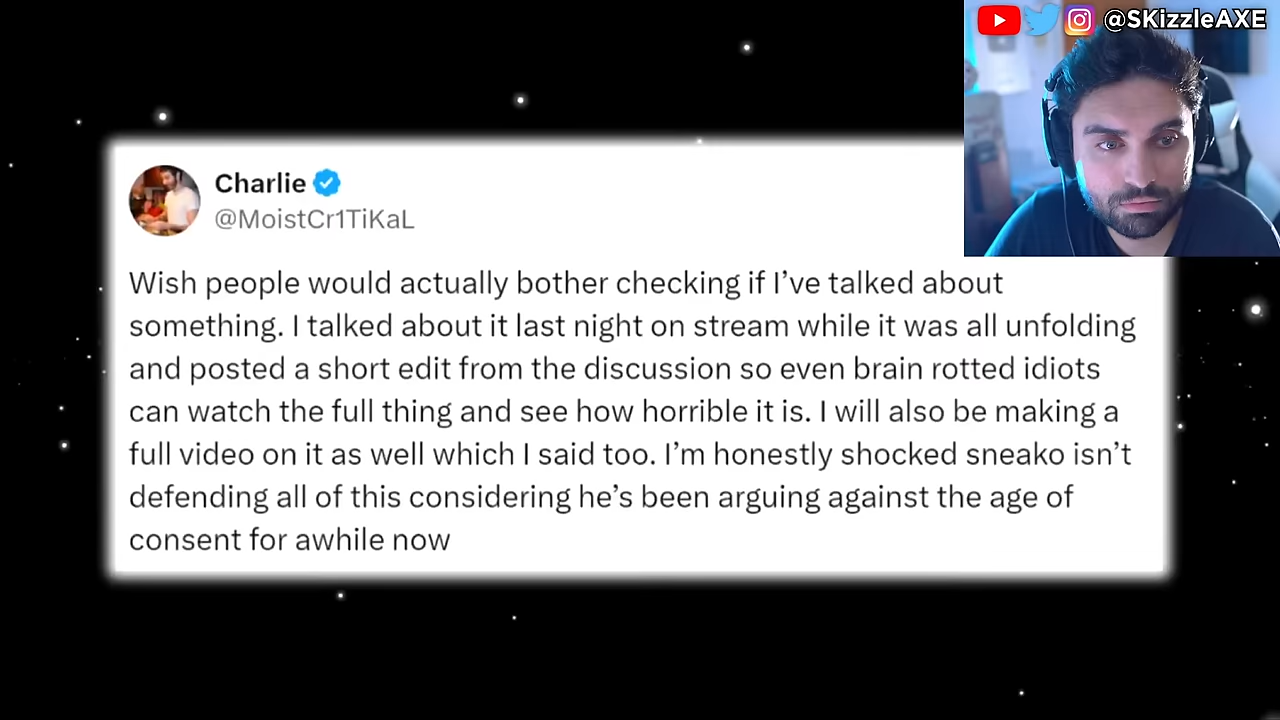 @SKizzleAXE
Charlie
@MoistCr1TiKaL
Wish people would actually bother checking if I’ve talked about
something. I talked about it last night on stream while it was all unfolding
and posted a short edit from the discussion so even brain rotted idiots
can watch the full thing and see how horrible it is. I will also be making a
full video on it as well which I said too. I’m honestly shocked sneako isn’t
defending all of this considering he’s been arguing against the age of
consent for awhile now